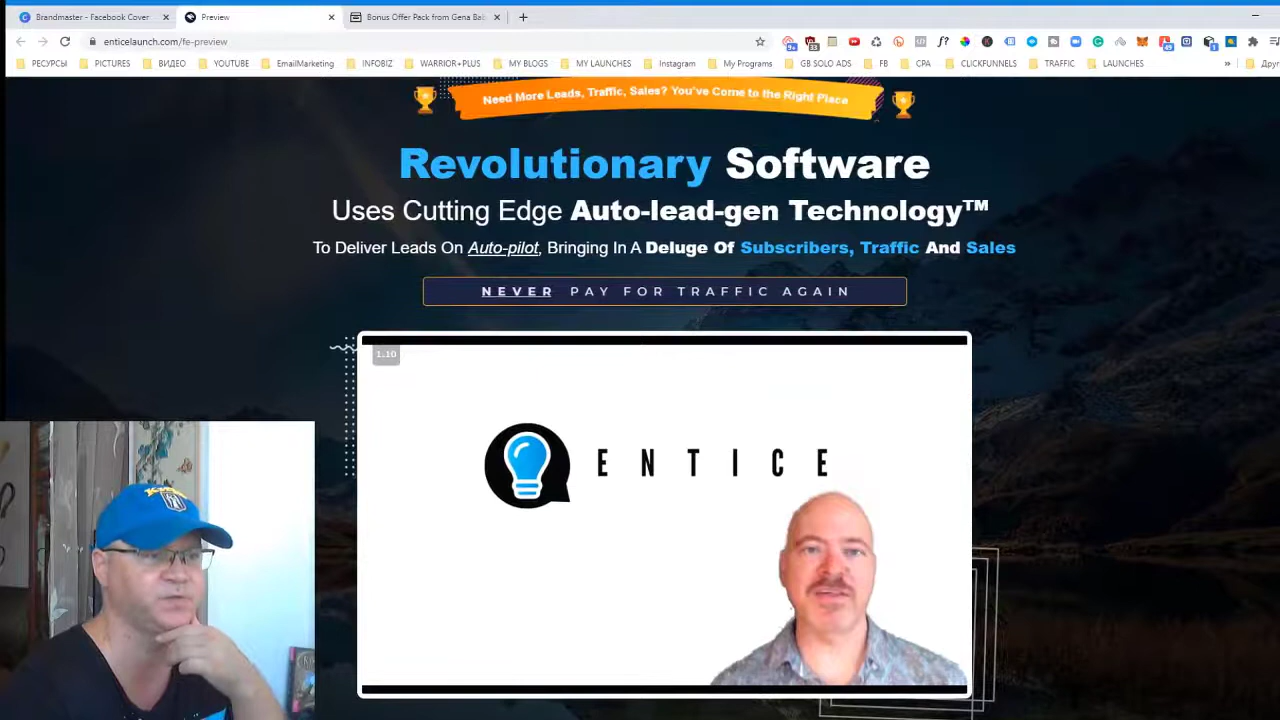 Brandmaster - Facebook Cover
Preview
Bonus Offer Pack from Gena Bab
enticelaunch.com/fe-preview
РЕСУРСЫ
PICTURES
ВИДЕО
YOUTUBE
EmailMarketing
INFOBIZ
WARRIOR+PLUS
MY BLOGS
MY LAUNCHES
Instagram
My Programs
GB SOLO ADS
FB
CPA
CLICKFUNNELS
TRAFFIC
LAUNCHES
Друг
Need More Leads, Traffic, Sales? You've Come to the Right Place
Revolutionary Software
Uses Cutting Edge Auto-lead-gen Technology™
To Deliver Leads On Auto-pilot, Bringing In A Deluge Of Subscribers, Traffic And Sales
NEVER PAY FOR TRAFFIC AGAIN
1.10
ENTICE